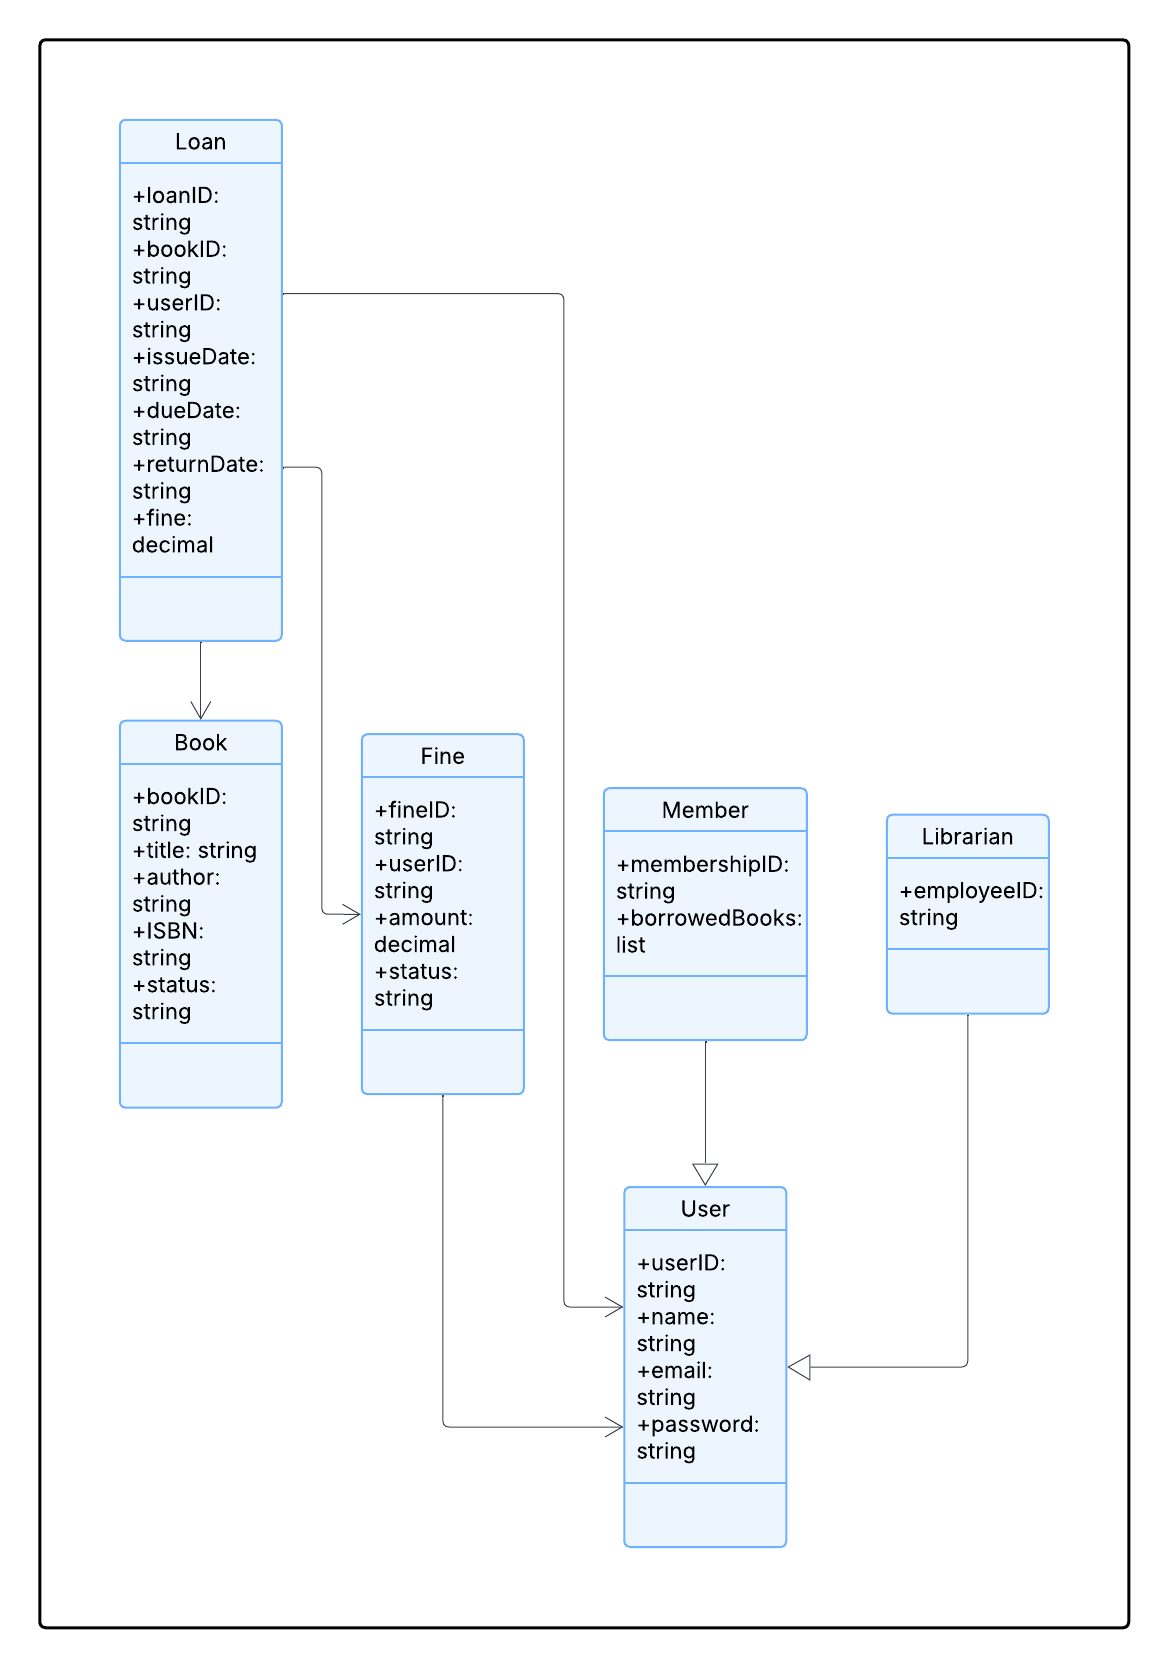 Loan
+loanID:
string
+bookID:
string
+userID:
string
+issueDate:
string
+dueDate:
string
+returnDate:
string
+fine:
decimal
Book
+bookID:
string
+title: string
+author:
string
+ISBN:
string
+status:
string
Fine
+fineID:
string
+userID:
string
+amount:
decimal
+status:
string
Member
+membershipID:
string
+borrowedBooks:
list
Librarian
+employeeID:
string
User
+userID:
string
+name:
string
+email:
string
+password:
string